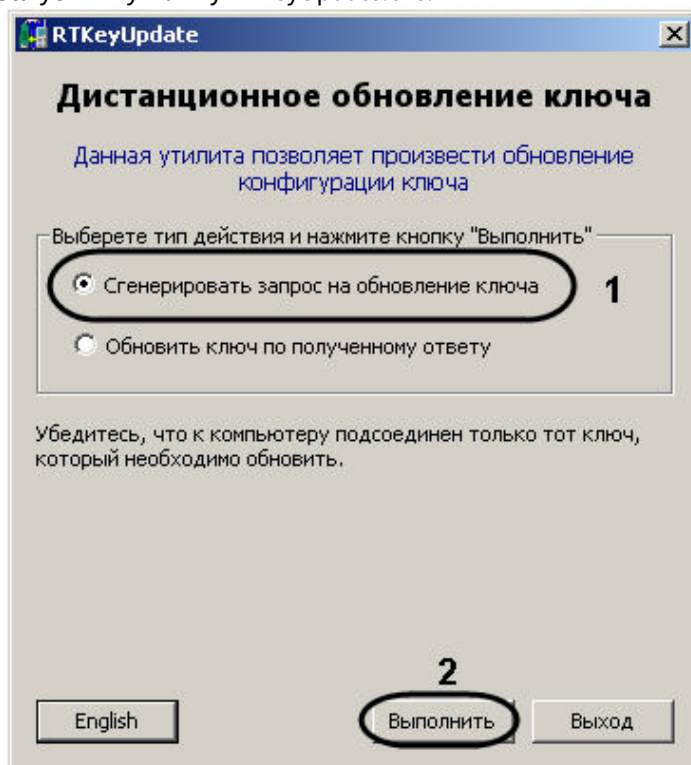 RTKeyUpdate
Дистанционное обновление ключа
Данная утилита позволяет произвести обновление
конфигурации ключа
Выберете тип действия и нажмите кнопку "Выполнить"
Сгенерировать запрос на обновление ключа
1
Обновить ключ по полученному ответу
Убедитесь, что к компьютеру подсоединен только тот ключ,
который необходимо обновить.
2
English
Выполнить
Выход